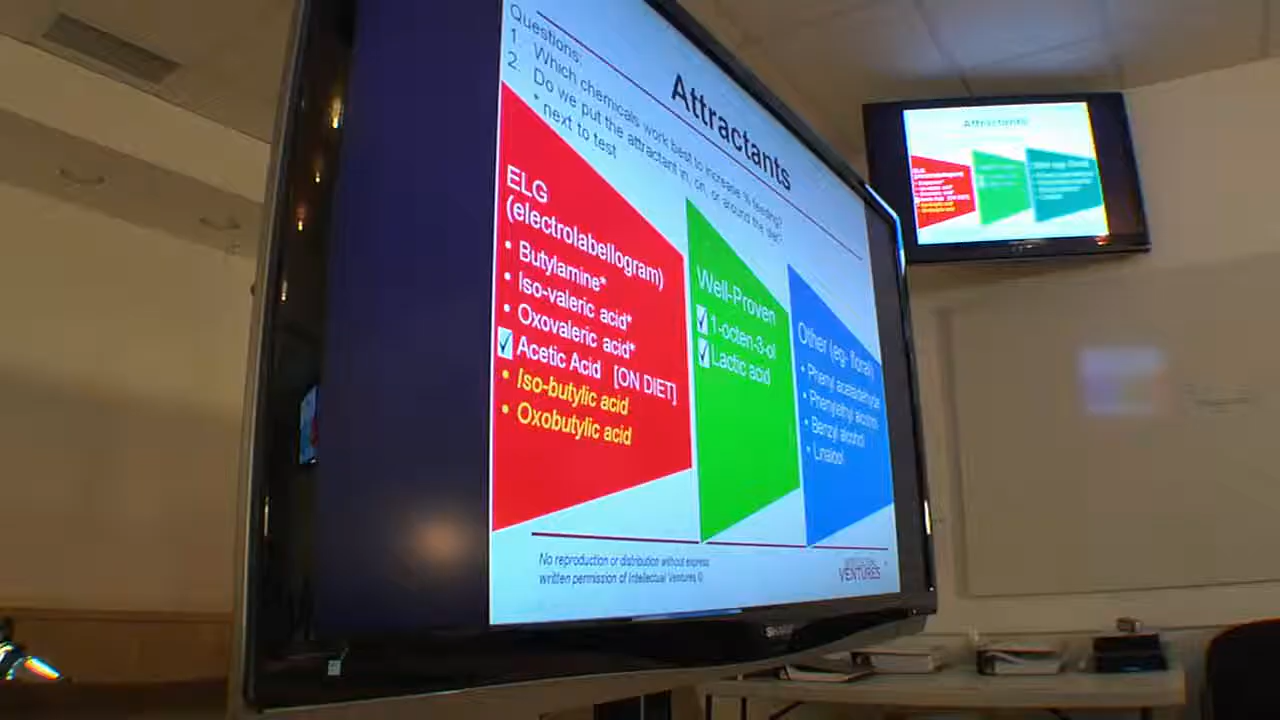 Attractants
Questions:
1. Which chemicals work best to increase % feeding?
2. Do we put the attractant in, on, or around the diet?
• next to test
ELG
(electrolabellogram)
• Butylamine*
• Iso-valeric acid*
• Oxovaleric acid*
Acetic Acid [ON DIET]
• Iso-butylic acid
• Oxobutylic acid
Well-Proven
1-octen-3-ol
Lactic acid
Other (eg- floral)
• Phenyl acetaldehyde
• Phenylethyl alcohol
• Benzyl alcohol
• Linalool
No reproduction or distribution without express
written permission of Intellectual Ventures ©
VENTURES
SHARP
Attractants